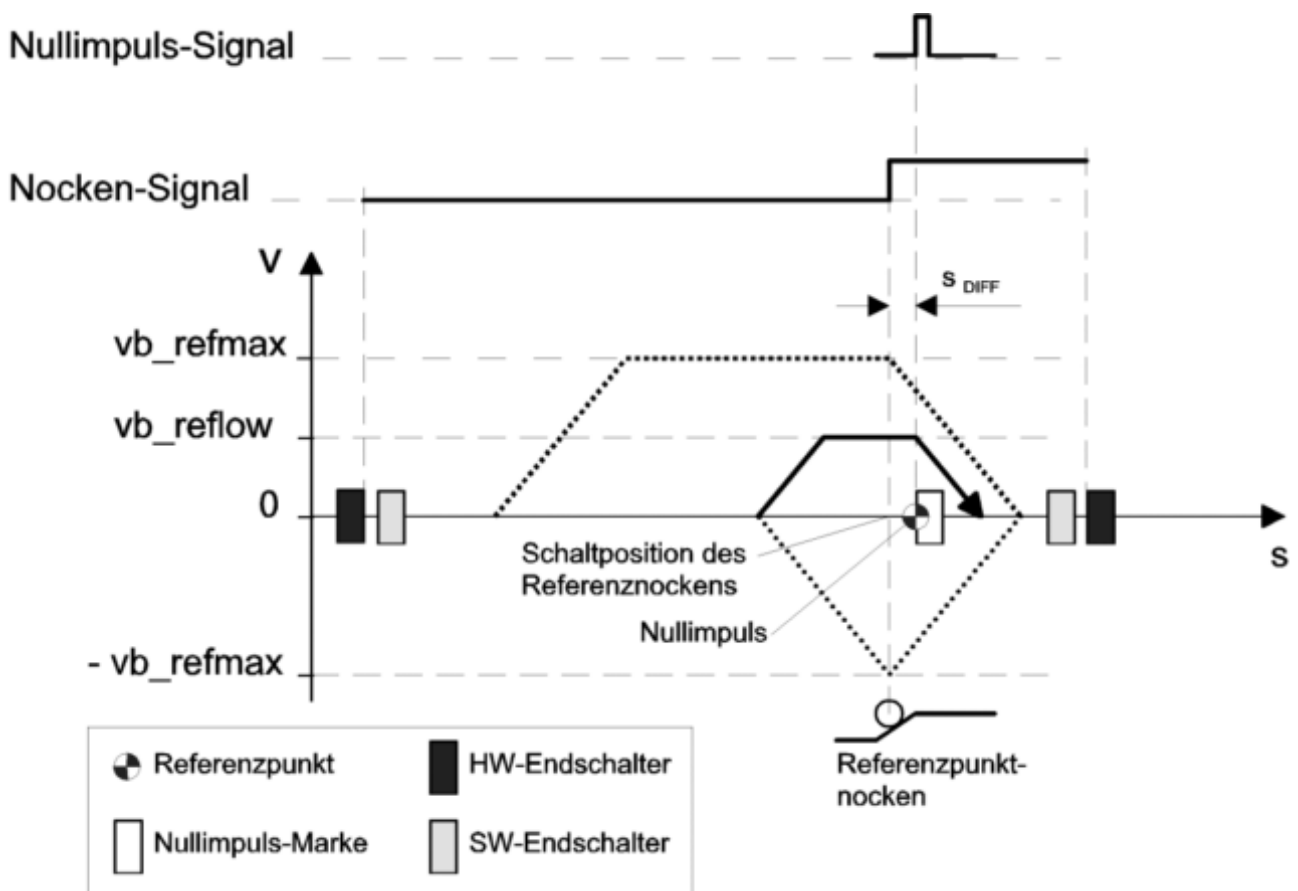 Nullimpuls-Signal
Nocken-Signal
V
s DIFF
vb_refmax
vb_reflow
0
s
Schaltposition des
Referenznockens
Nullimpuls
- vb_refmax
Referenzpunkt-
nocken
Referenzpunkt
HW-Endschalter
Nullimpuls-Marke
SW-Endschalter